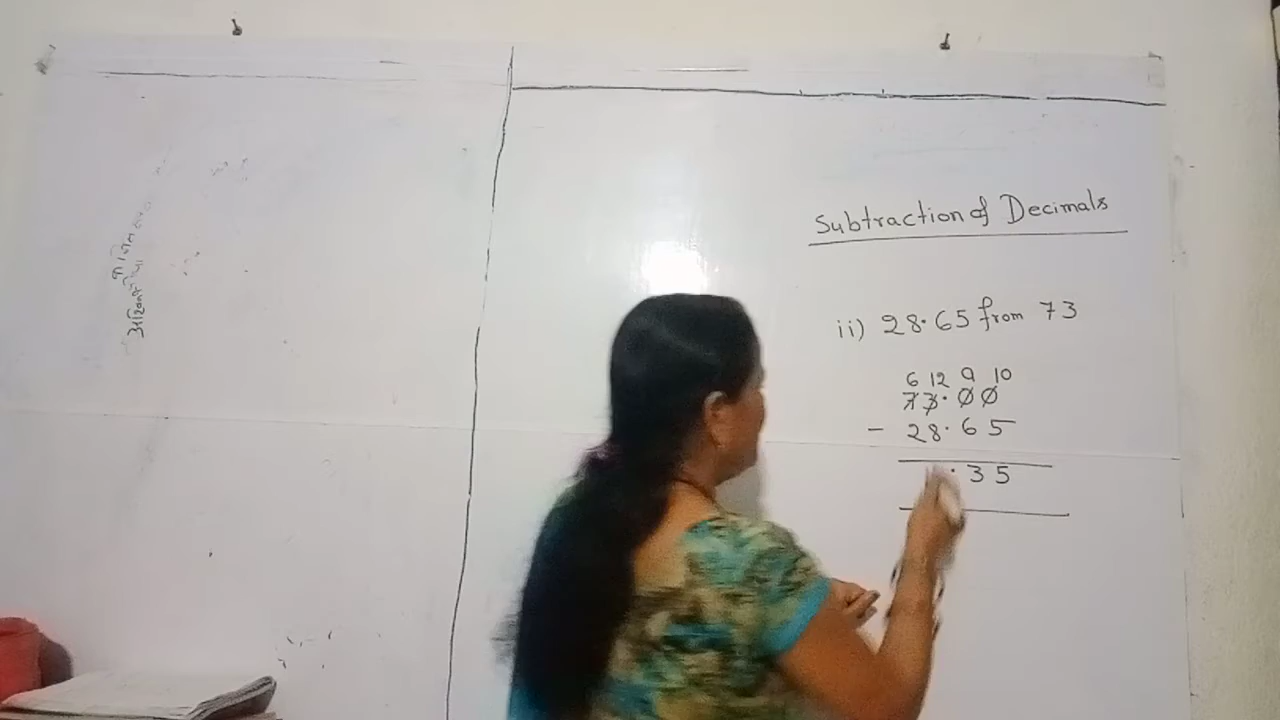 Subtraction of Decimals
ii) 28.65 from 73
6 12 9 10
73.00
- 28.65
.35